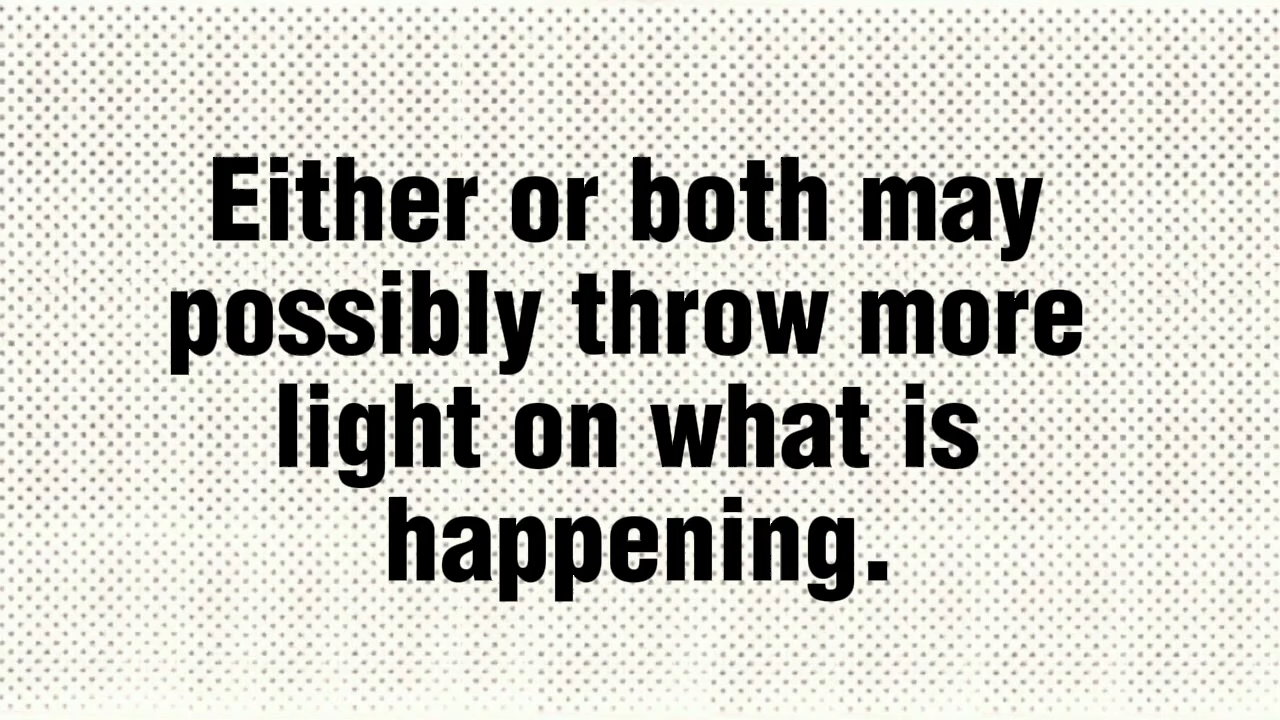 Either or both may
possibly throw more
light on what is
happening.